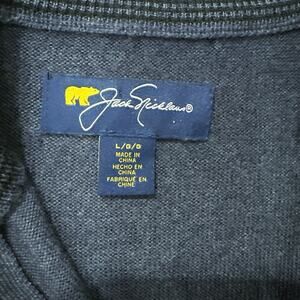 Jack Nicklaus®
L/G/G
MADE IN
CHINA
HECHO EN
CHINA
FABRIQUÉ EN
CHINE